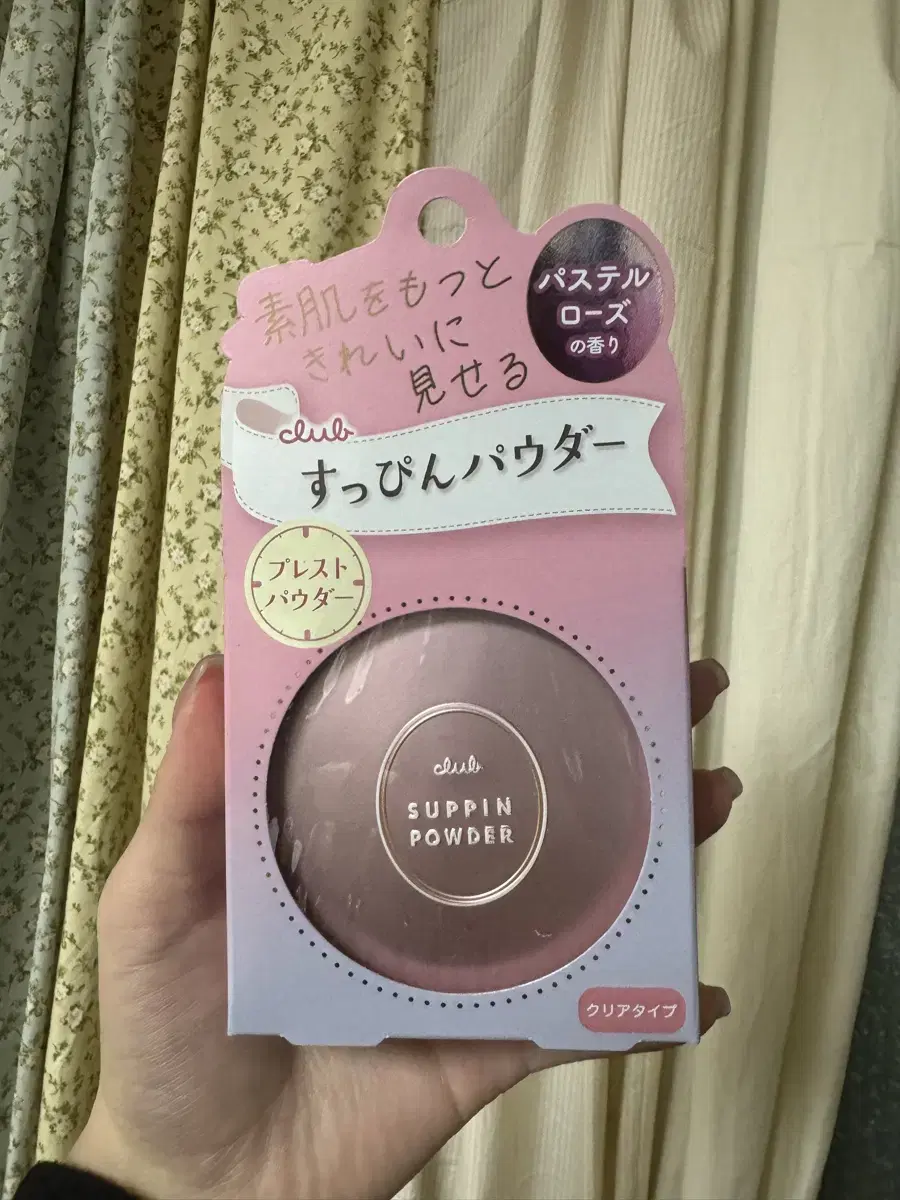 素肌をもっと
きれいに
見せる
パステル
ローズ
の香り
club
すっぴんパウダー
プレスト
パウダー
club
SUPPIN
POWDER
クリアタイプ